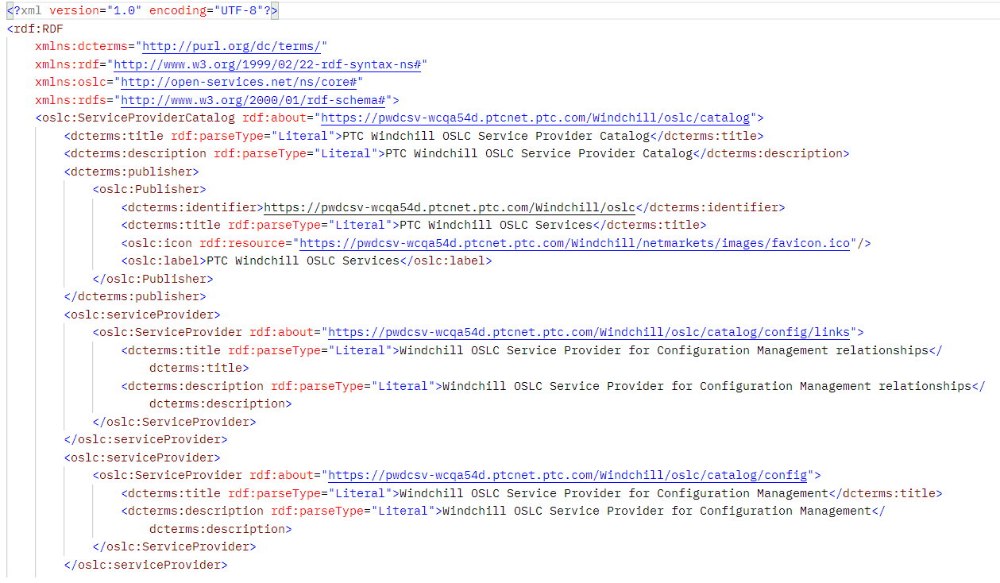 <?xml version="1.0" encoding="UTF-8"?>
<rdf:RDF
xmlns:dcterms="http://purl.org/dc/terms/"
xmlns:rdf="http://www.w3.org/1999/02/22-rdf-syntax-ns#"
xmlns:oslc="http://open-services.net/ns/core#"
xmlns:rdfs="http://www.w3.org/2000/01/rdf-schema#">
<oslc:ServiceProviderCatalog rdf:about="https://pwdcsv-wcqa54d.ptcnet.ptc.com/Windchill/oslc/catalog">
<dcterms:title rdf:parseType="Literal">PTC Windchill OSLC Service Provider Catalog</dcterms:title>
<dcterms:description rdf:parseType="Literal">PTC Windchill OSLC Service Provider Catalog</dcterms:description>
<dcterms:publisher>
<oslc:Publisher>
<dcterms:identifier>https://pwdcsv-wcqa54d.ptcnet.ptc.com/Windchill/oslc</dcterms:identifier>
<dcterms:title rdf:parseType="Literal">PTC Windchill OSLC Services</dcterms:title>
<oslc:icon rdf:resource="https://pwdcsv-wcqa54d.ptcnet.ptc.com/Windchill/netmarkets/images/favicon.ico"/>
<oslc:label>PTC Windchill OSLC Services</oslc:label>
</oslc:Publisher>
</dcterms:publisher>
<oslc:serviceProvider>
<oslc:ServiceProvider rdf:about="https://pwdcsv-wcqa54d.ptcnet.ptc.com/Windchill/oslc/catalog/config/links">
<dcterms:title rdf:parseType="Literal">Windchill OSLC Service Provider for Configuration Management relationships</
dcterms:title>
<dcterms:description rdf:parseType="Literal">Windchill OSLC Service Provider for Configuration Management relationships</
dcterms:description>
</oslc:ServiceProvider>
</oslc:serviceProvider>
<oslc:serviceProvider>
<oslc:ServiceProvider rdf:about="https://pwdcsv-wcqa54d.ptcnet.ptc.com/Windchill/oslc/catalog/config">
<dcterms:title rdf:parseType="Literal">Windchill OSLC Service Provider for Configuration Management</dcterms:title>
<dcterms:description rdf:parseType="Literal">Windchill OSLC Service Provider for Configuration Management</
dcterms:description>
</oslc:ServiceProvider>
</oslc:serviceProvider>